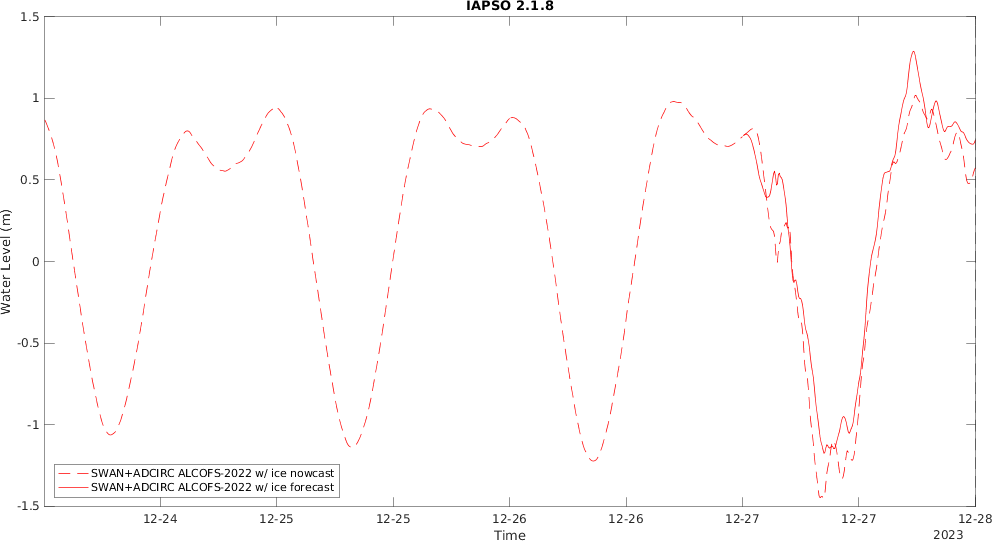 IAPSO 2.1.8
1.5
1
0.5
0
-0.5
-1
-1.5
Water Level (m)
SWAN+ADCIRC ALCOFS-2022 w/ ice nowcast
SWAN+ADCIRC ALCOFS-2022 w/ ice forecast
12-24 12-25 12-25 12-26 12-26 12-27 12-27 12-28
Time
2023